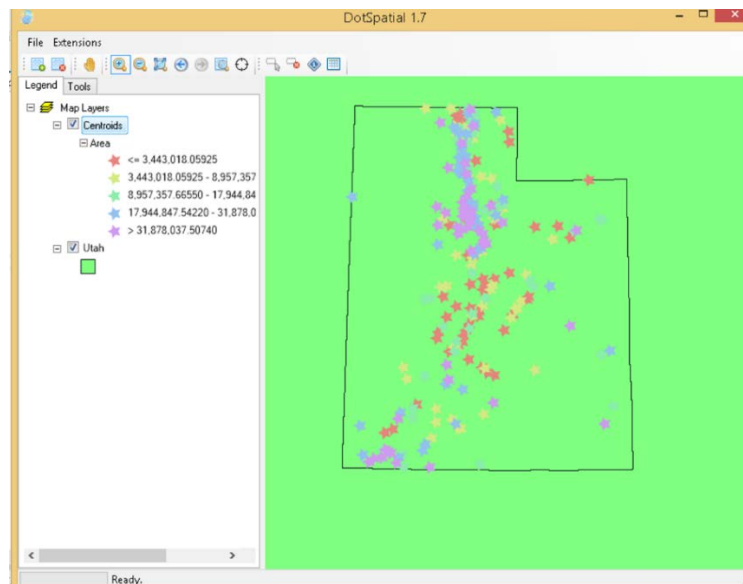 DotSpatial 1.7
File Extensions
Legend Tools
Map Layers
Centroids
Area
<= 3,443,018.05925
3,443,018.05925 - 8,957,357
8,957,357.66550 - 17,944,84
17,944,847.54220 - 31,878,0
> 31,878,037.50740
Utah
Ready.